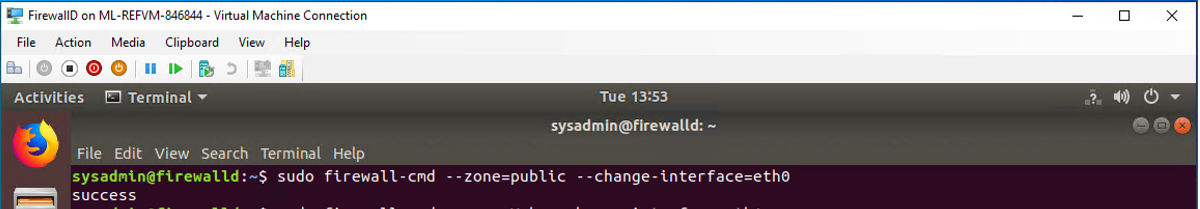 FirewallD on ML-REFVM-846844 - Virtual Machine Connection
File Action Media Clipboard View Help
Activities Terminal Tue 13:53
sysadmin@firewalld: ~
File Edit View Search Terminal Help
sysadmin@firewalld:~$ sudo firewall-cmd --zone=public --change-interface=eth0
success